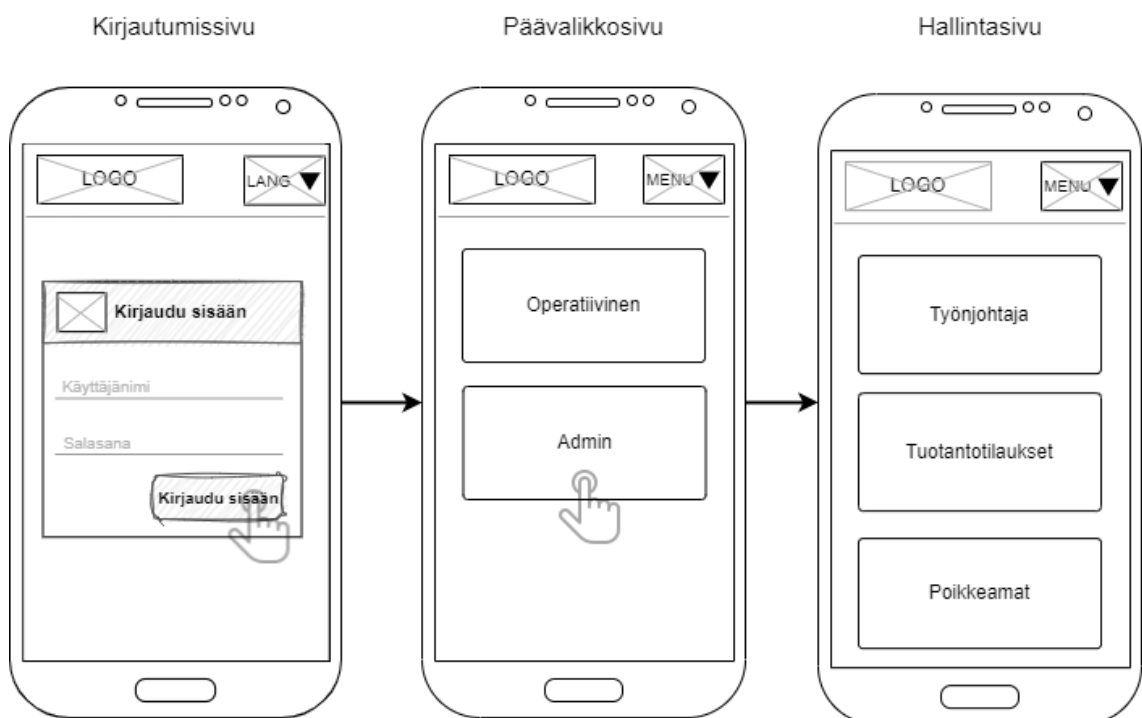 Kirjautumissivu
LOGO
LANG
Kirjaudu sisään
Käyttäjänimi
Salasana
Kirjaudu sisään
Päävalikkosivu
LOGO
MENU
Operatiivinen
Admin
Hallintasivu
LOGO
MENU
Työnjohtaja
Tuotantotilaukset
Poikkeamat